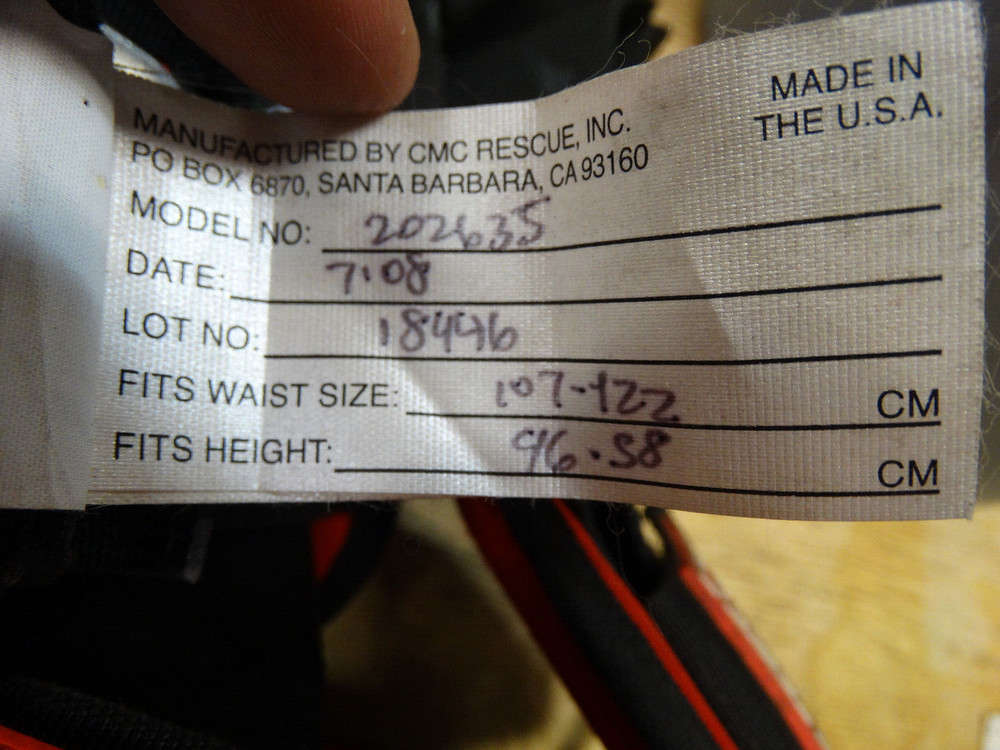 MADE IN
THE U.S.A.
MANUFACTURED BY CMC RESCUE, INC.
PO BOX 6870, SANTA BARBARA, CA 93160
MODEL NO: 202635
DATE: 7.08
LOT NO: 18496
FITS WAIST SIZE: 107-122 CM
FITS HEIGHT: 96.58 CM